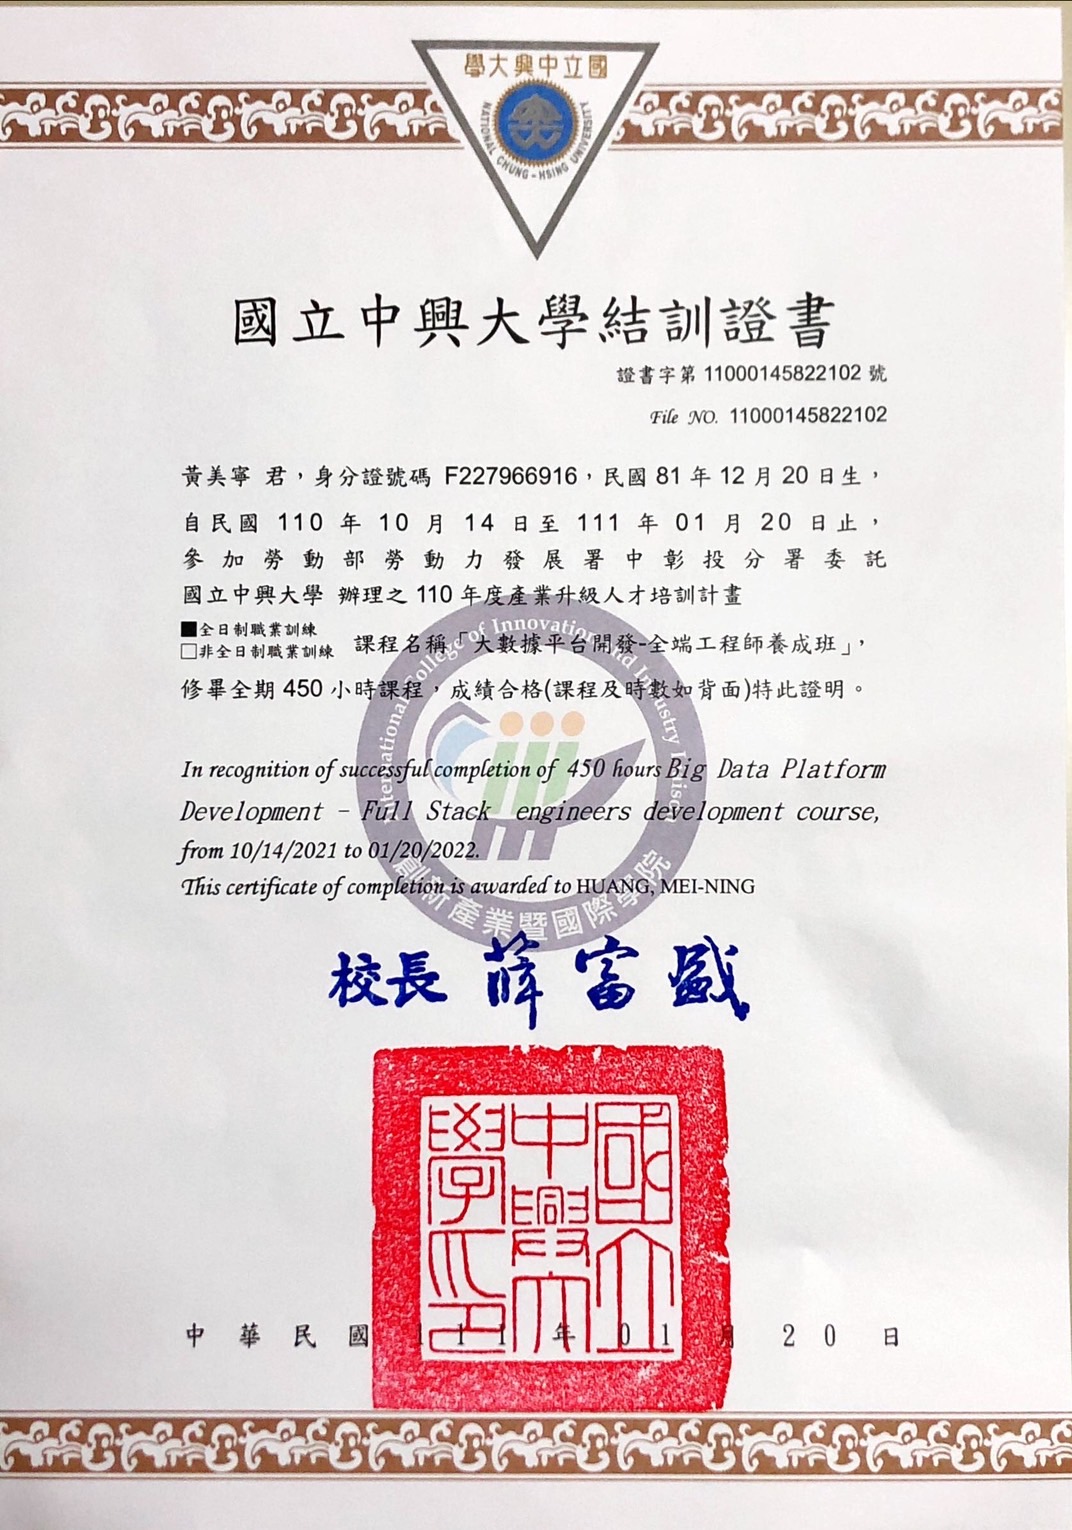 國立中興大學
NATIONAL CHUNG-HSING UNIVERSITY
國立中興大學結訓證書
證書字第 11000145822102 號
File NO. 11000145822102
黃美寧 君，身分證號碼 F227966916，民國 81 年 12 月 20 日生，
自民國 110 年 10 月 14 日至 111 年 01 月 20 日止，
參加勞動部勞動力發展署中彰投分署委託
國立中興大學 辦理之 110 年度產業升級人才培訓計畫
■全日制職業訓練
□非全日制職業訓練 課程名稱「大數據平台開發-全端工程師養成班」，
修畢全期 450 小時課程，成績合格(課程及時數如背面)特此證明。
In recognition of successful completion of 450 hours Big Data Platform
Development - Full Stack engineers development course,
from 10/14/2021 to 01/20/2022.
This certificate of completion is awarded to HUANG, MEI-NING
International College of Innovation and Industry Liaison
創新產業暨國際學院
校長 薛富盛
國立中興大學印
中華民國 111 年 01 月 20 日